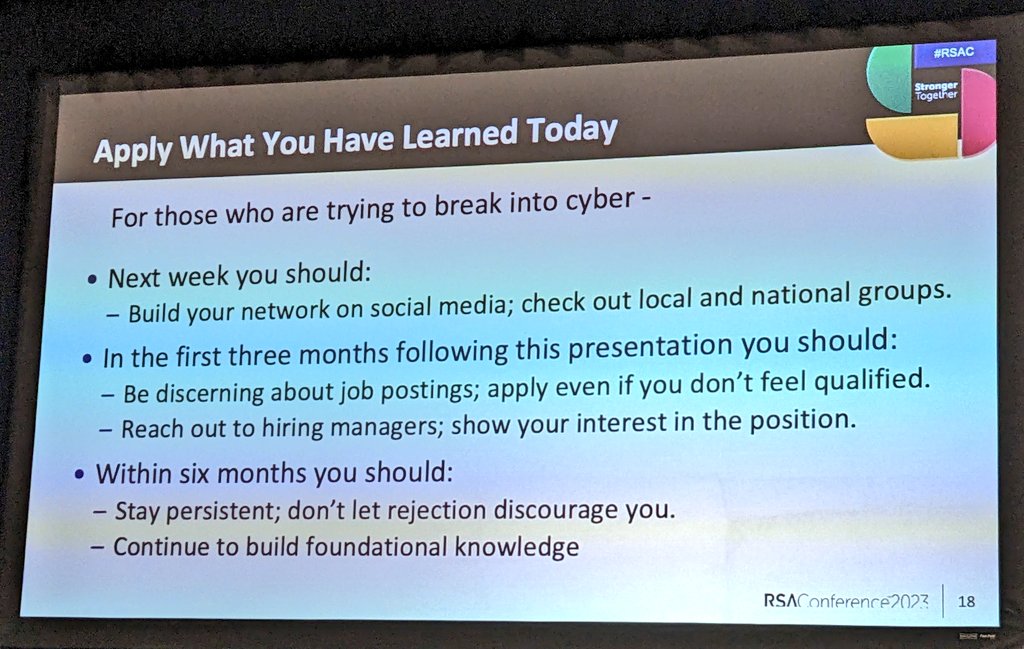 #RSAC
Stronger
Together
Apply What You Have Learned Today
For those who are trying to break into cyber -
• Next week you should:
– Build your network on social media; check out local and national groups.
• In the first three months following this presentation you should:
– Be discerning about job postings; apply even if you don't feel qualified.
– Reach out to hiring managers; show your interest in the position.
• Within six months you should:
– Stay persistent; don't let rejection discourage you.
– Continue to build foundational knowledge
RSAConference2023 18